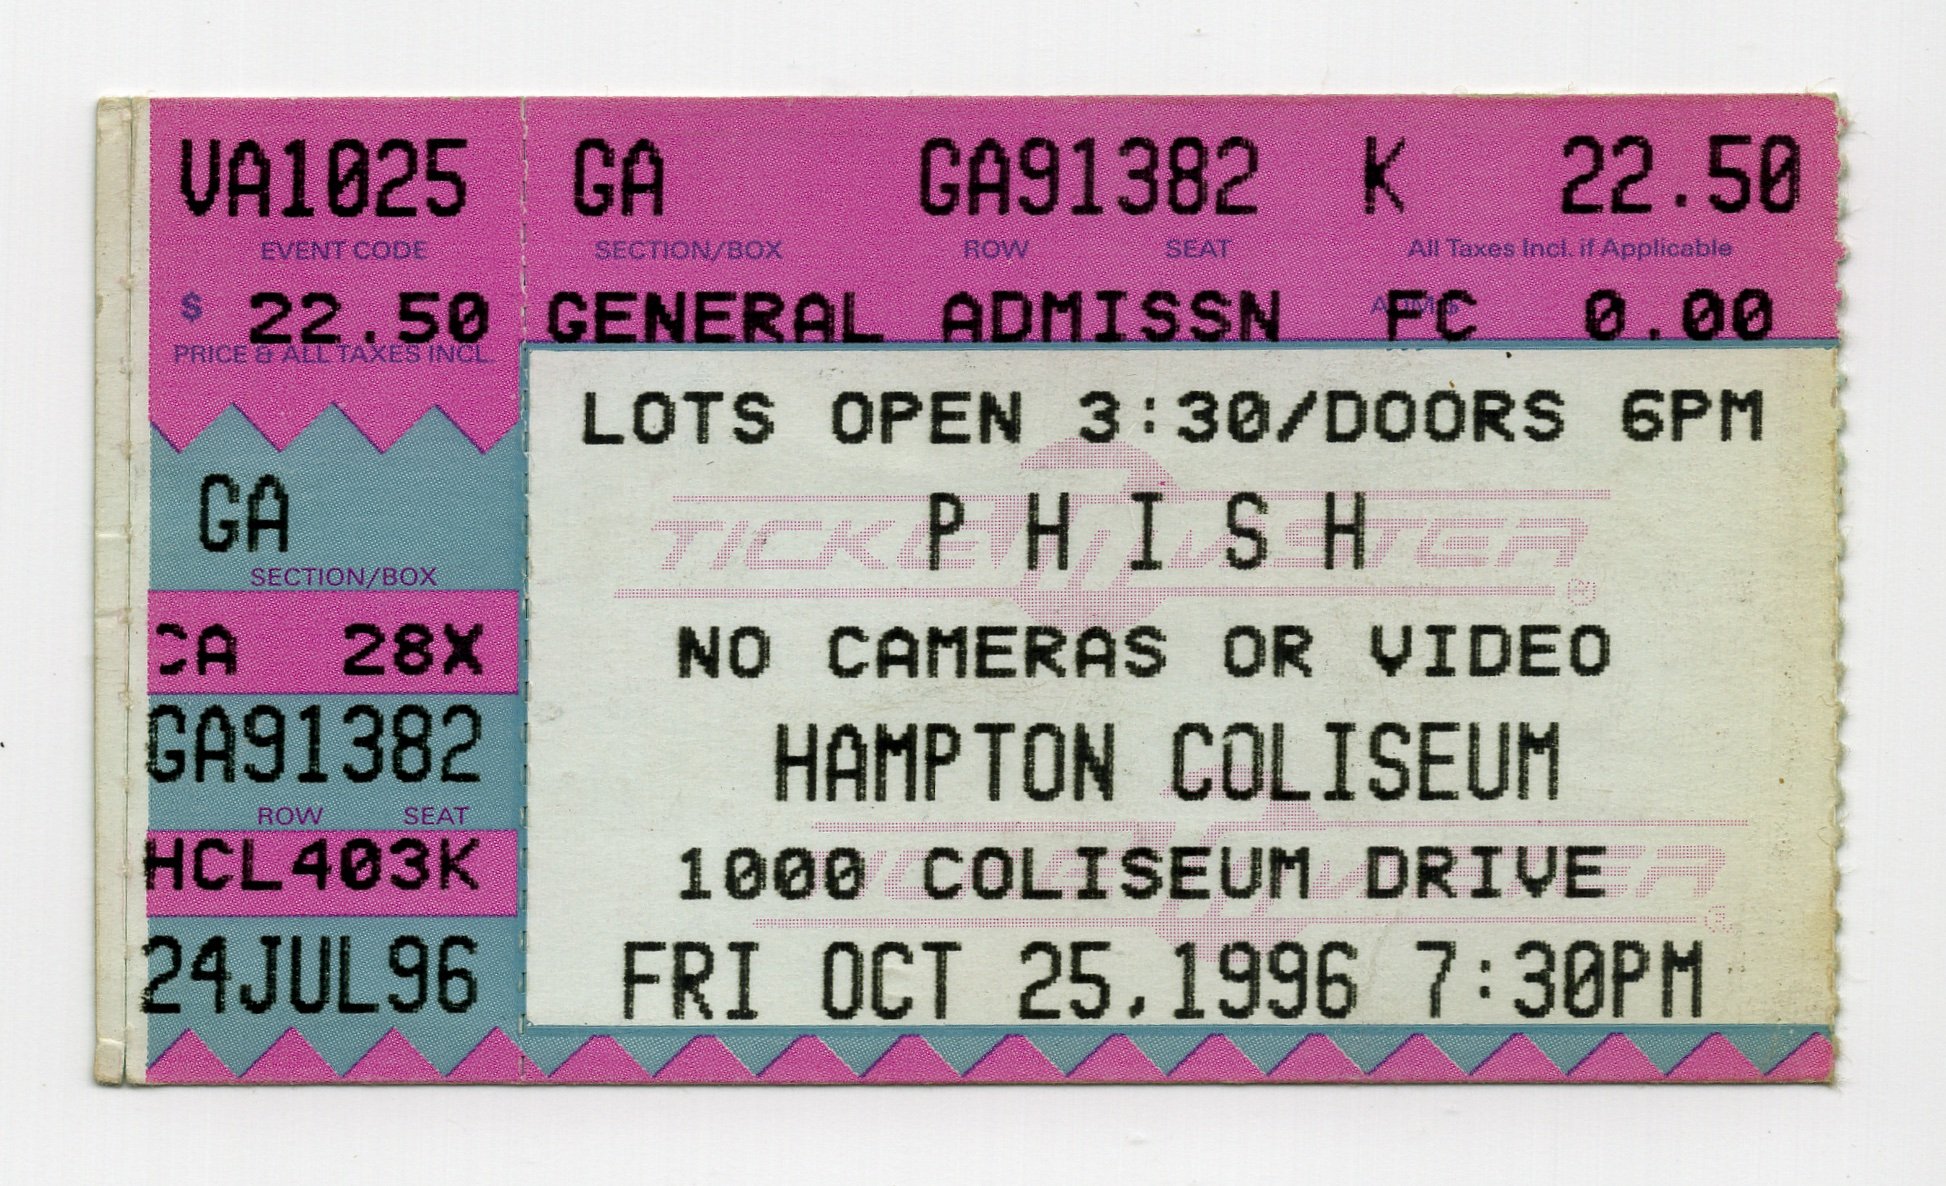 VA1025
EVENT CODE
$ 22.50
PRICE & ALL TAXES INCL.
GA
SECTION/BOX
CA 28X
GA91382
ROW SEAT
HCL403K
24JUL96
GA GA91382 K 22.50
SECTION/BOX ROW SEAT All Taxes Incl. if Applicable
GENERAL ADMISSN FC 0.00
LOTS OPEN 3:30/DOORS 6PM
PHISH
TICKETMASTER ®
NO CAMERAS OR VIDEO
HAMPTON COLISEUM
1000 COLISEUM DRIVE
TICKETMASTER ®
FRI OCT 25,1996 7:30PM